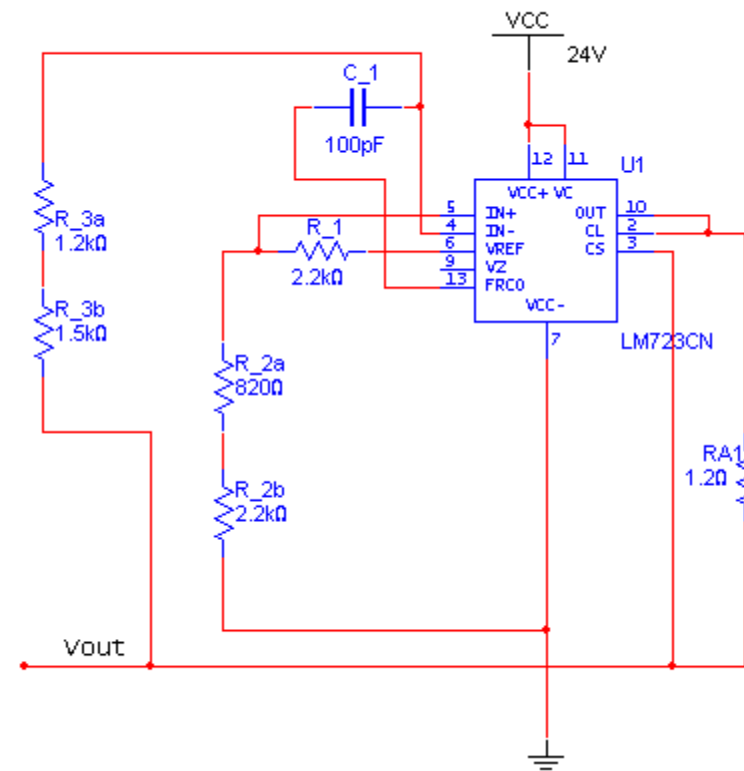 VCC
24V
C_1
100pF
12 11
U1
VCC+ VC
5 IN+ OUT 10
4 IN- CL 2
R_1
6 VREF CS 3
2.2kΩ
9 VZ
13 FRCO
VCC-
7
LM723CN
R_3a
1.2kΩ
R_3b
1.5kΩ
R_2a
820Ω
R_2b
2.2kΩ
RA1
1.2Ω
Vout